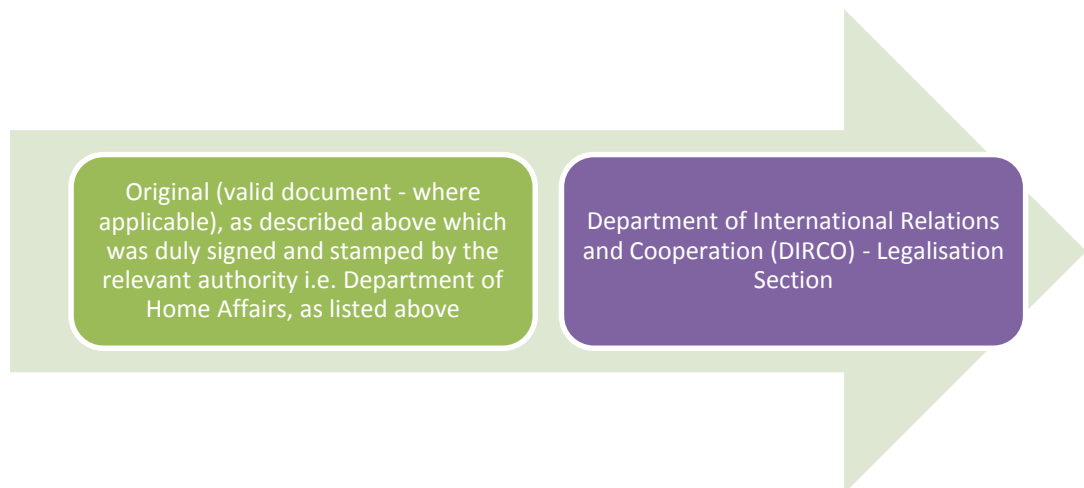 Original (valid document - where
applicable), as described above which
was duly signed and stamped by the
relevant authority i.e. Department of
Home Affairs, as listed above
Department of International Relations
and Cooperation (DIRCO) - Legalisation
Section